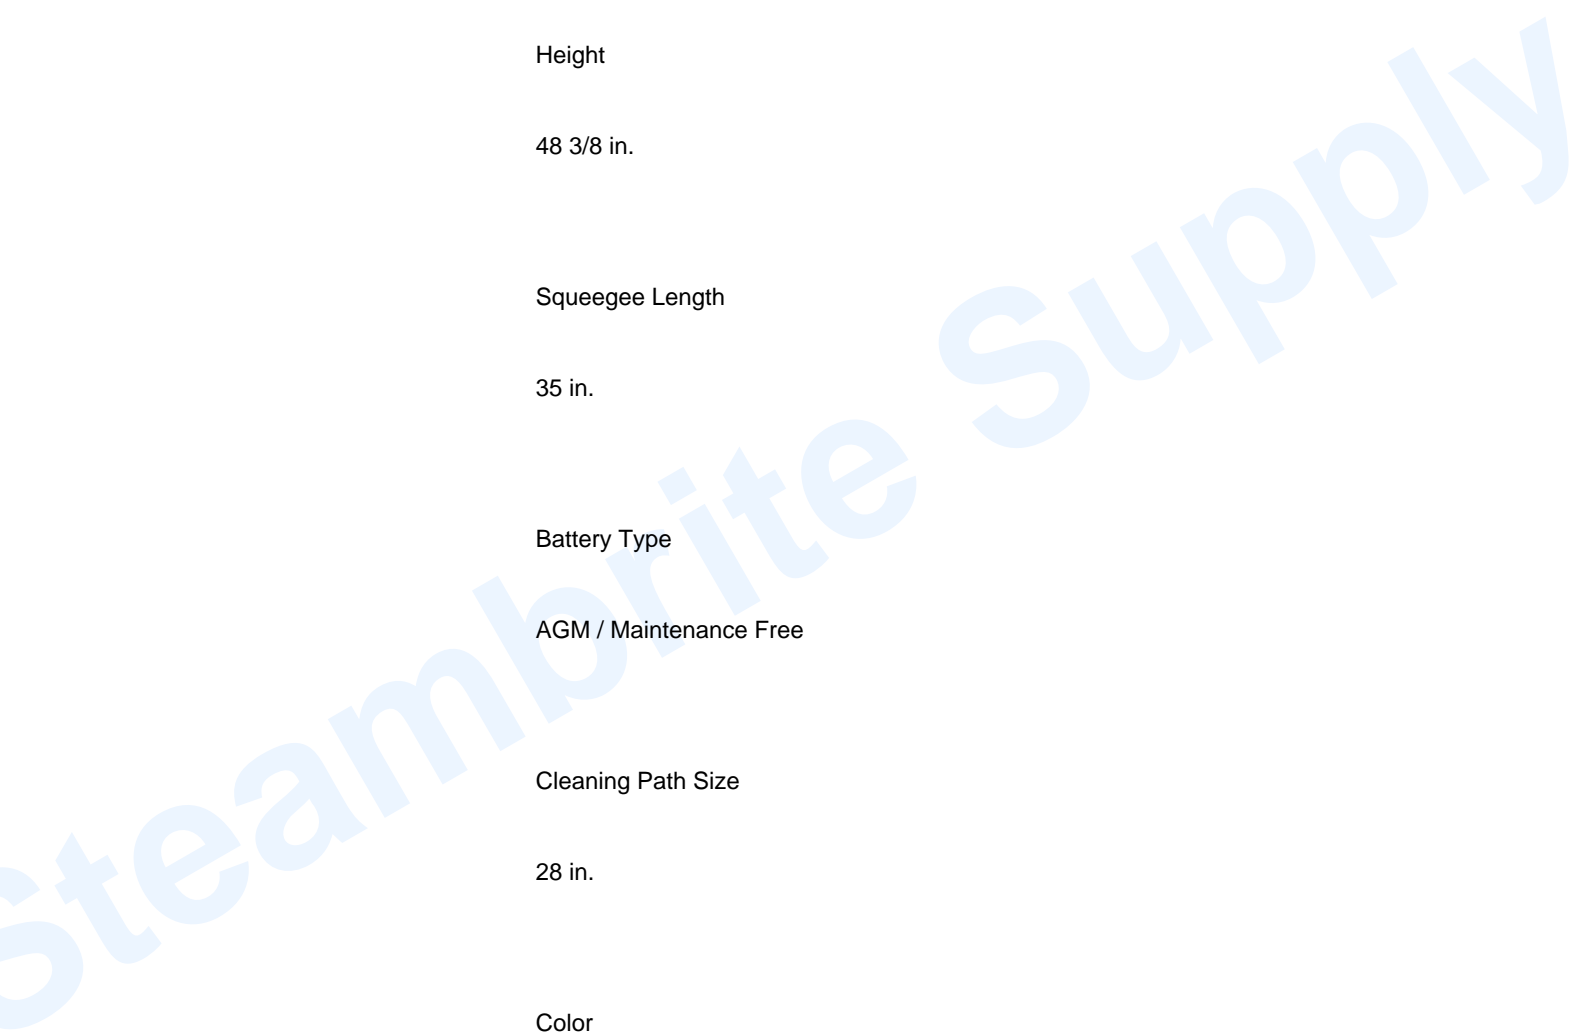 Height
48 3/8 in.
Squeegee Length
35 in.
Battery Type
AGM / Maintenance Free
Cleaning Path Size
28 in.
Color
Steambrite Supply